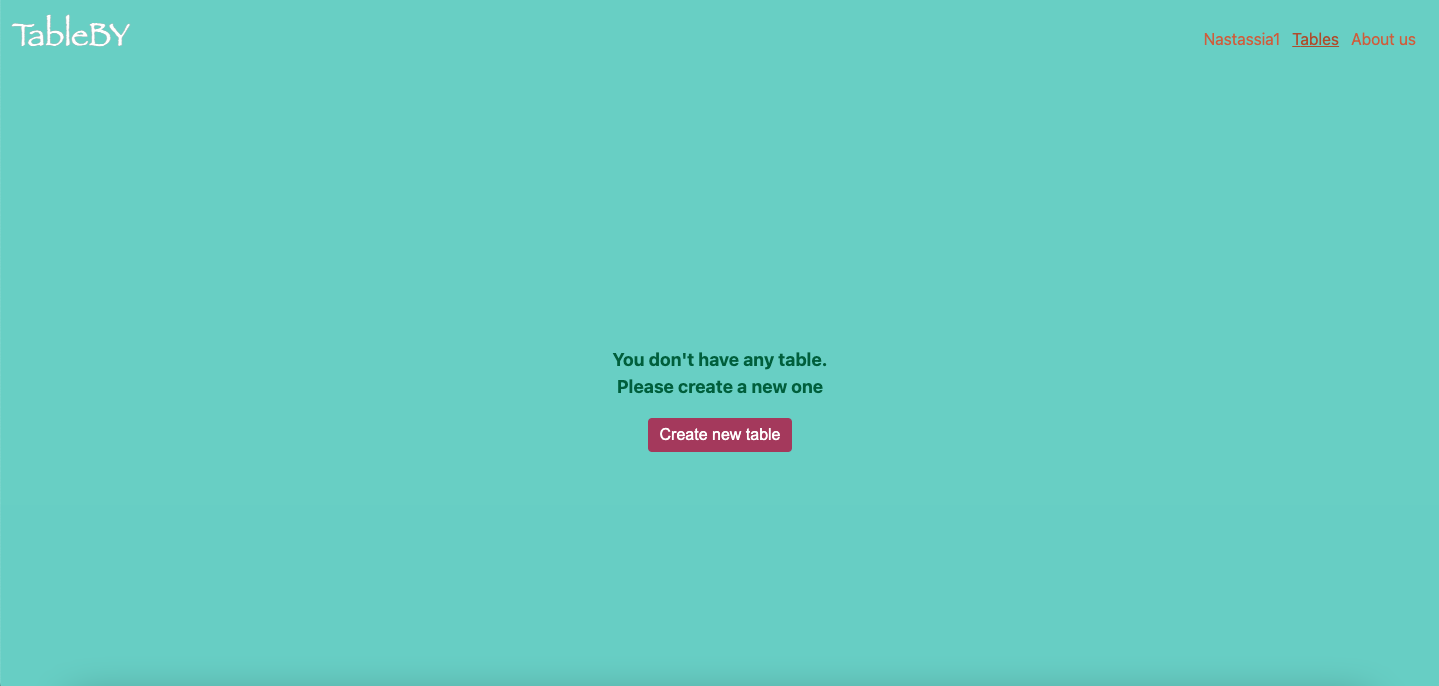 TableBY
Nastassia1 Tables About us
You don't have any table.
Please create a new one
Create new table